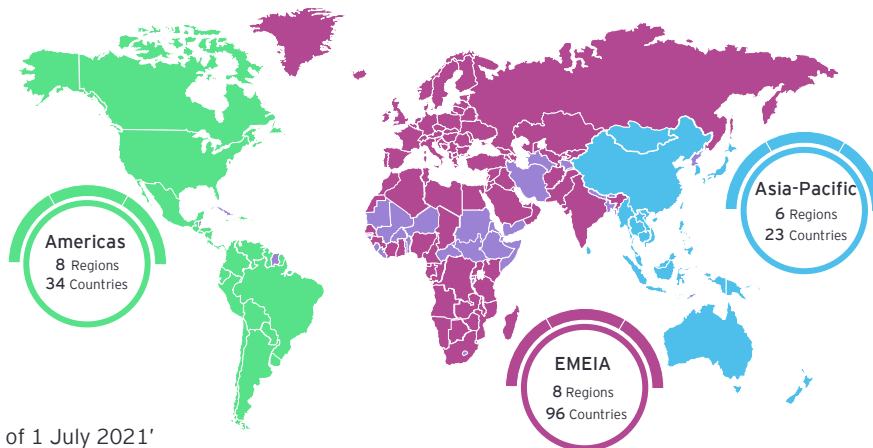 Asia-Pacific
6 Regions
23 Countries
Americas
8 Regions
34 Countries
EMEIA
8 Regions
96 Countries
of 1 July 2021'